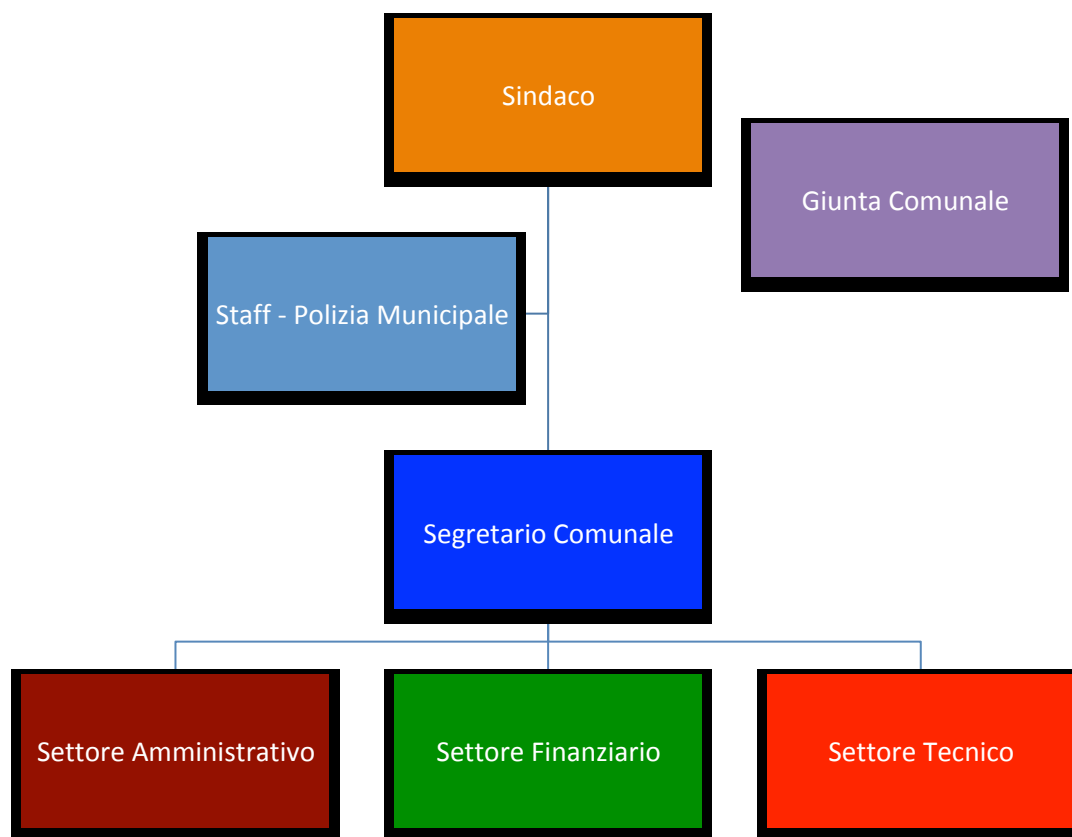 Sindaco
Giunta Comunale
Staff - Polizia Municipale
Segretario Comunale
Settore Amministrativo
Settore Finanziario
Settore Tecnico